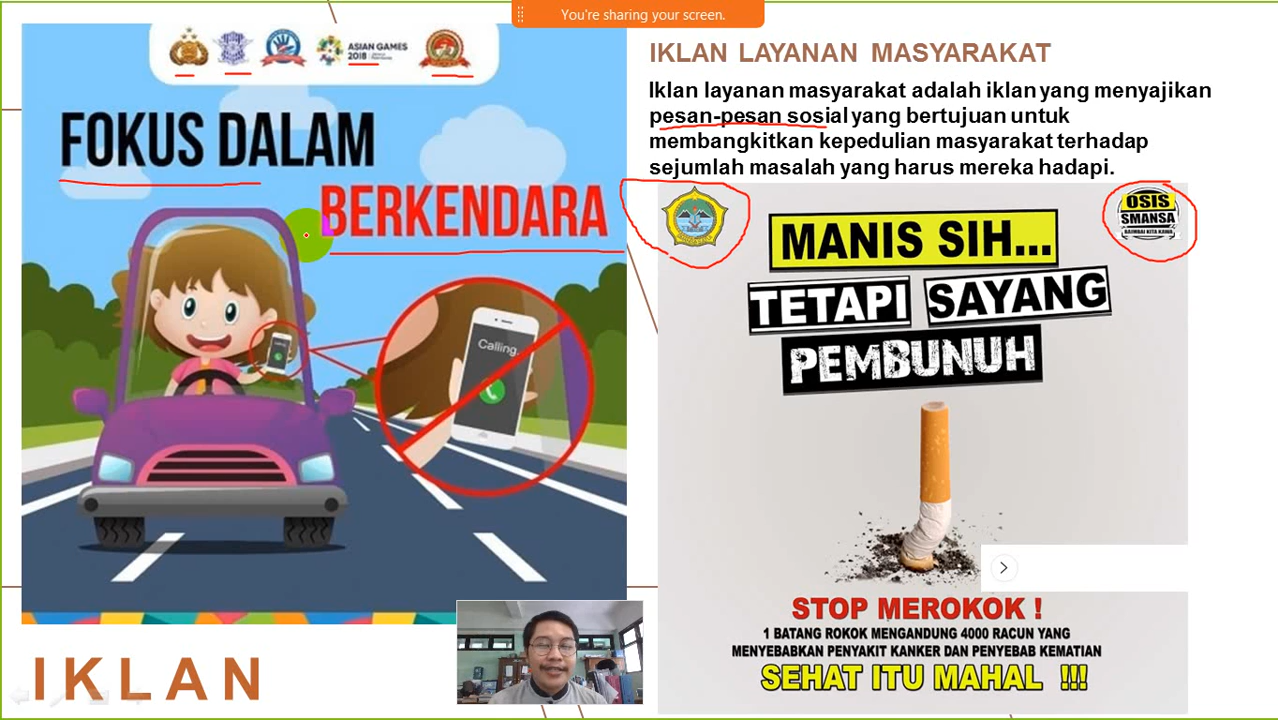 You're sharing your screen.
ASIAN GAMES
2018
FOKUS DALAM
BERKENDARA
Calling
IKLAN
IKLAN LAYANAN MASYARAKAT
Iklan layanan masyarakat adalah iklan yang menyajikan
pesan-pesan sosial yang bertujuan untuk
membangkitkan kepedulian masyarakat terhadap
sejumlah masalah yang harus mereka hadapi.
OSIS
SMANSA
MANIS SIH...
TETAPI SAYANG
PEMBUNUH
STOP MEROKOK !
1 BATANG ROKOK MENGANDUNG 4000 RACUN YANG
MENYEBABKAN PENYAKIT KANKER DAN PENYEBAB KEMATIAN
SEHAT ITU MAHAL !!!